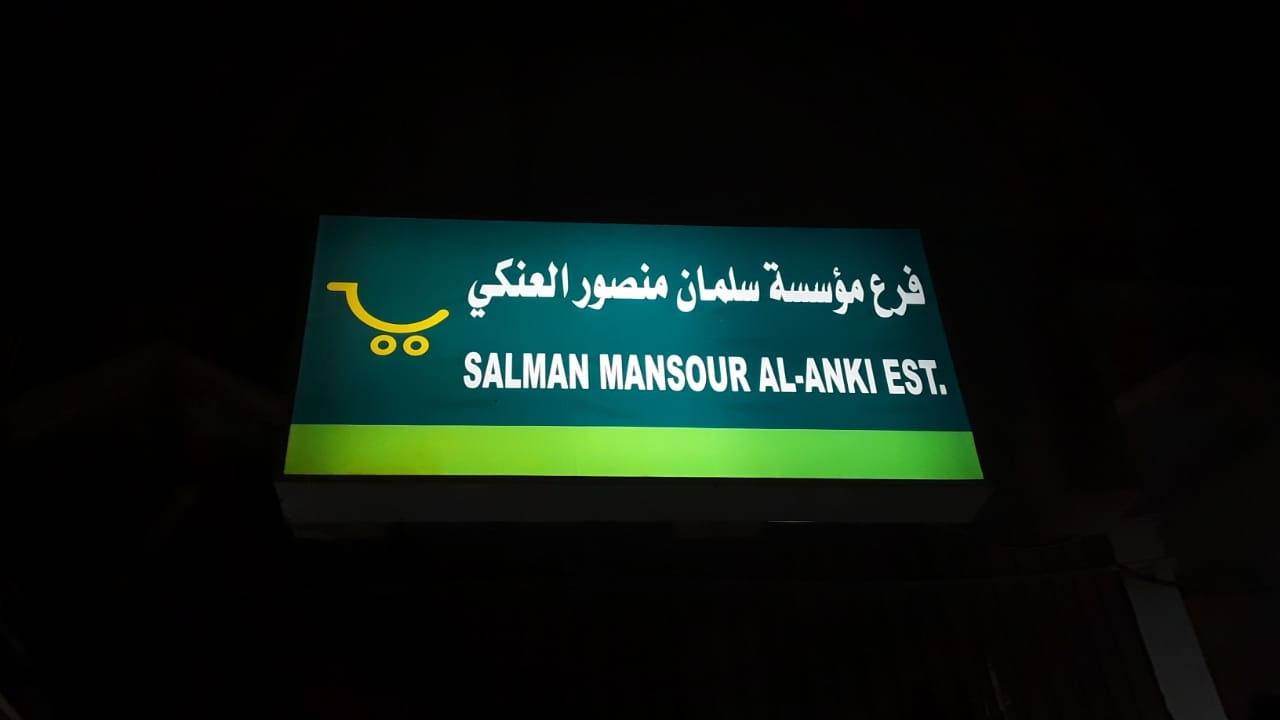 فرع مؤسسة سلمان منصور العنكي
SALMAN MANSOUR AL-ANKI EST.